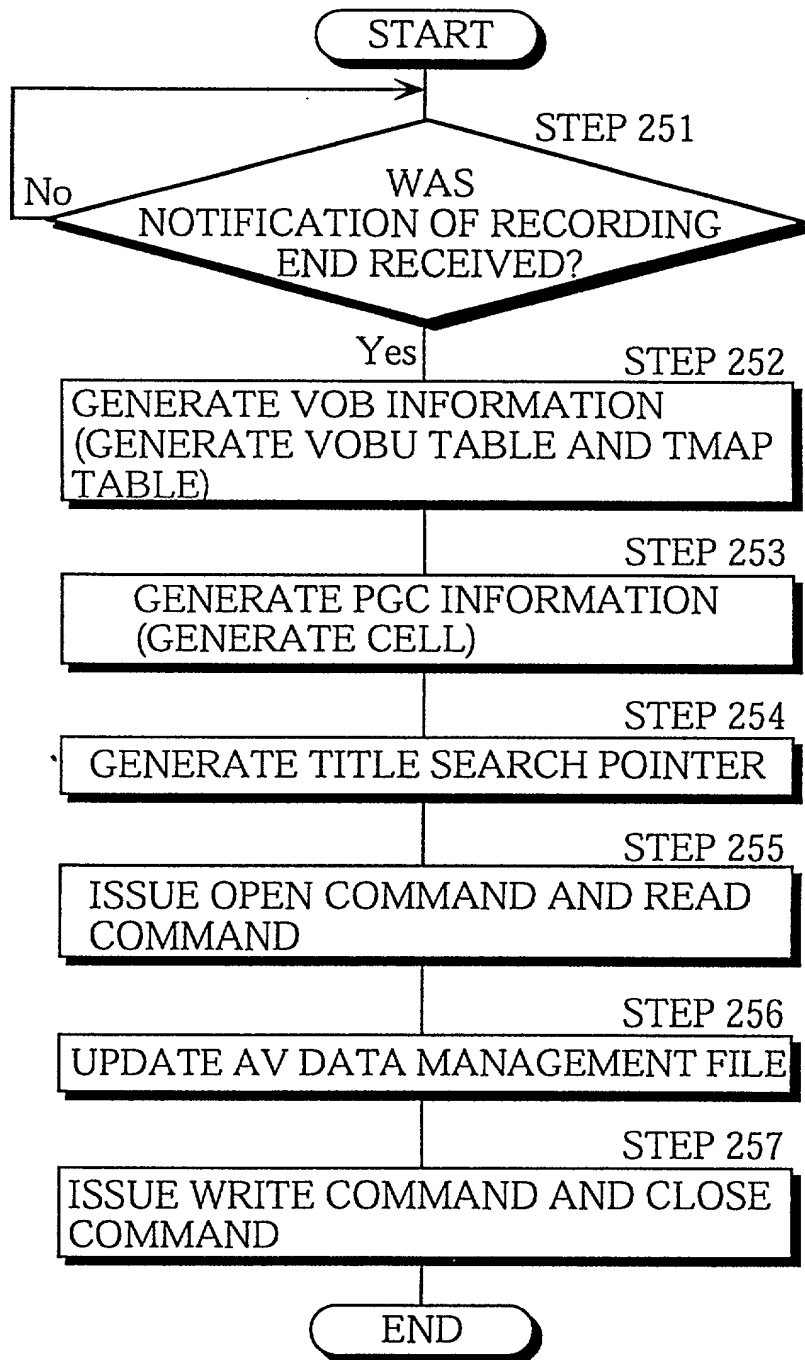 START
STEP 251
No
WAS
NOTIFICATION OF RECORDING
END RECEIVED?
Yes
STEP 252
GENERATE VOB INFORMATION
(GENERATE VOBU TABLE AND TMAP
TABLE)
STEP 253
GENERATE PGC INFORMATION
(GENERATE CELL)
STEP 254
GENERATE TITLE SEARCH POINTER
STEP 255
ISSUE OPEN COMMAND AND READ
COMMAND
STEP 256
UPDATE AV DATA MANAGEMENT FILE
STEP 257
ISSUE WRITE COMMAND AND CLOSE
COMMAND
END